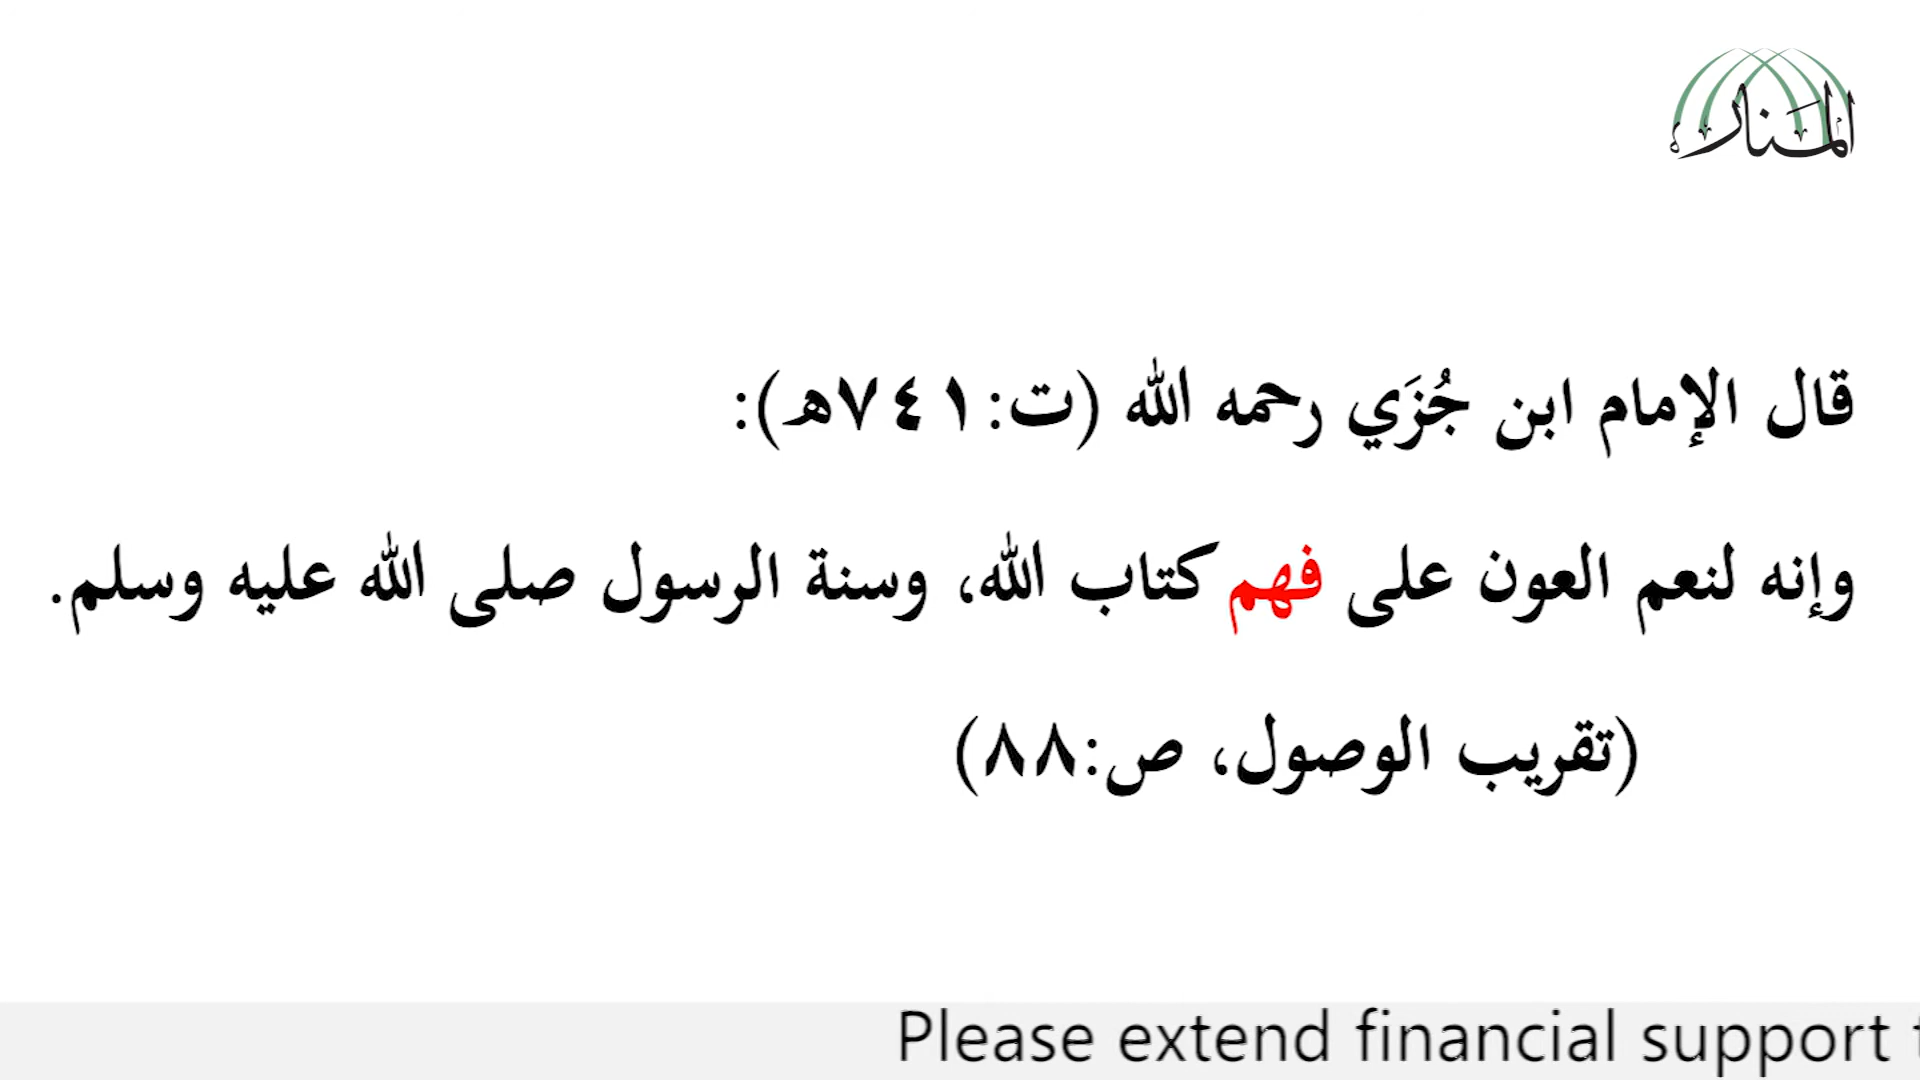 المنار
قال الإمام ابن جُزَي رحمه الله (ت:٧٤١هـ):
وإنه لنعم العون على فهم كتاب الله، وسنة الرسول صلى الله عليه وسلم.
(تقريب الوصول، ص:٨٨)
Please extend financial support